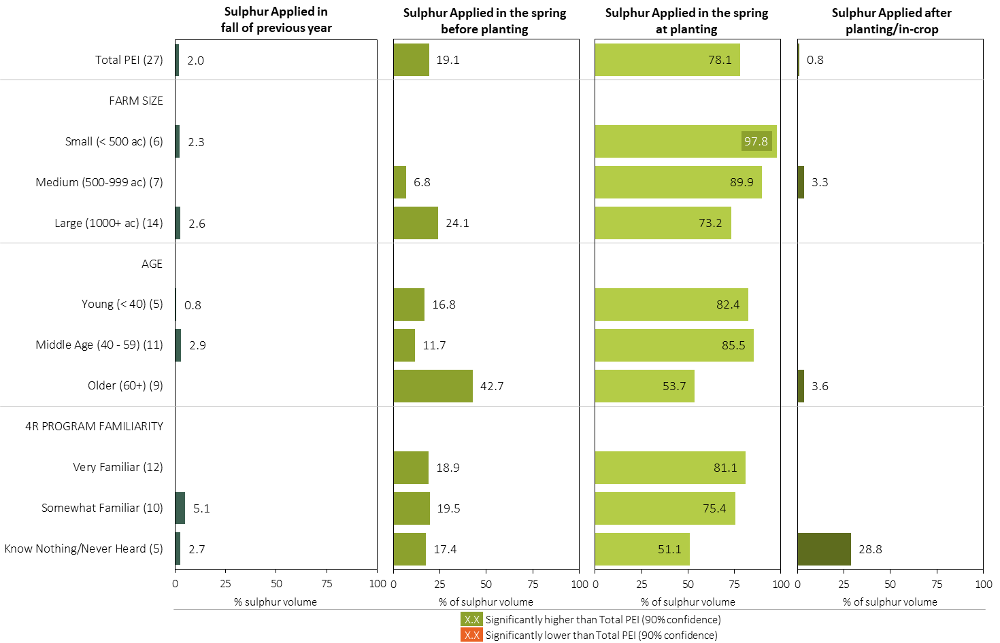 Sulphur Applied in
fall of previous year
Sulphur Applied in the spring
before planting
Sulphur Applied in the spring
at planting
Sulphur Applied after
planting/in-crop
Total PEI (27) 2.0 19.1 78.1 0.8
FARM SIZE
Small (< 500 ac) (6) 2.3 97.8
Medium (500-999 ac) (7) 6.8 89.9 3.3
Large (1000+ ac) (14) 2.6 24.1 73.2
AGE
Young (< 40) (5) 0.8 16.8 82.4
Middle Age (40 - 59) (11) 2.9 11.7 85.5
Older (60+) (9) 42.7 53.7 3.6
4R PROGRAM FAMILIARITY
Very Familiar (12) 18.9 81.1
Somewhat Familiar (10) 5.1 19.5 75.4
Know Nothing/Never Heard (5) 2.7 17.4 51.1 28.8
0 25 50 75 100 0 25 50 75 100 0 25 50 75 100 0 25 50 75 100
% sulphur volume % of sulphur volume % of sulphur volume % of sulphur volume
X.X Significantly higher than Total PEI (90% confidence)
X.X Significantly lower than Total PEI (90% confidence)